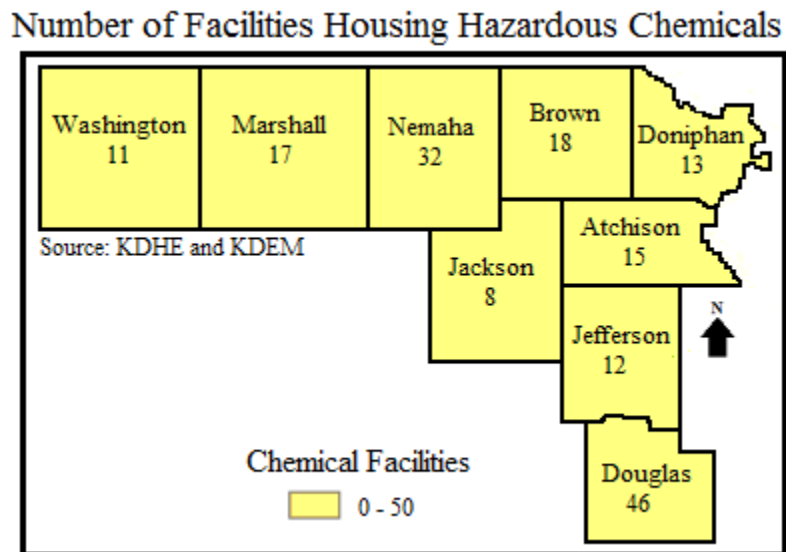 Number of Facilities Housing Hazardous Chemicals
Washington
11
Marshall
17
Nemaha
32
Brown
18
Doniphan
13
Source: KDHE and KDEM
Jackson
8
Atchison
15
N
Jefferson
12
Chemical Facilities
0 - 50
Douglas
46